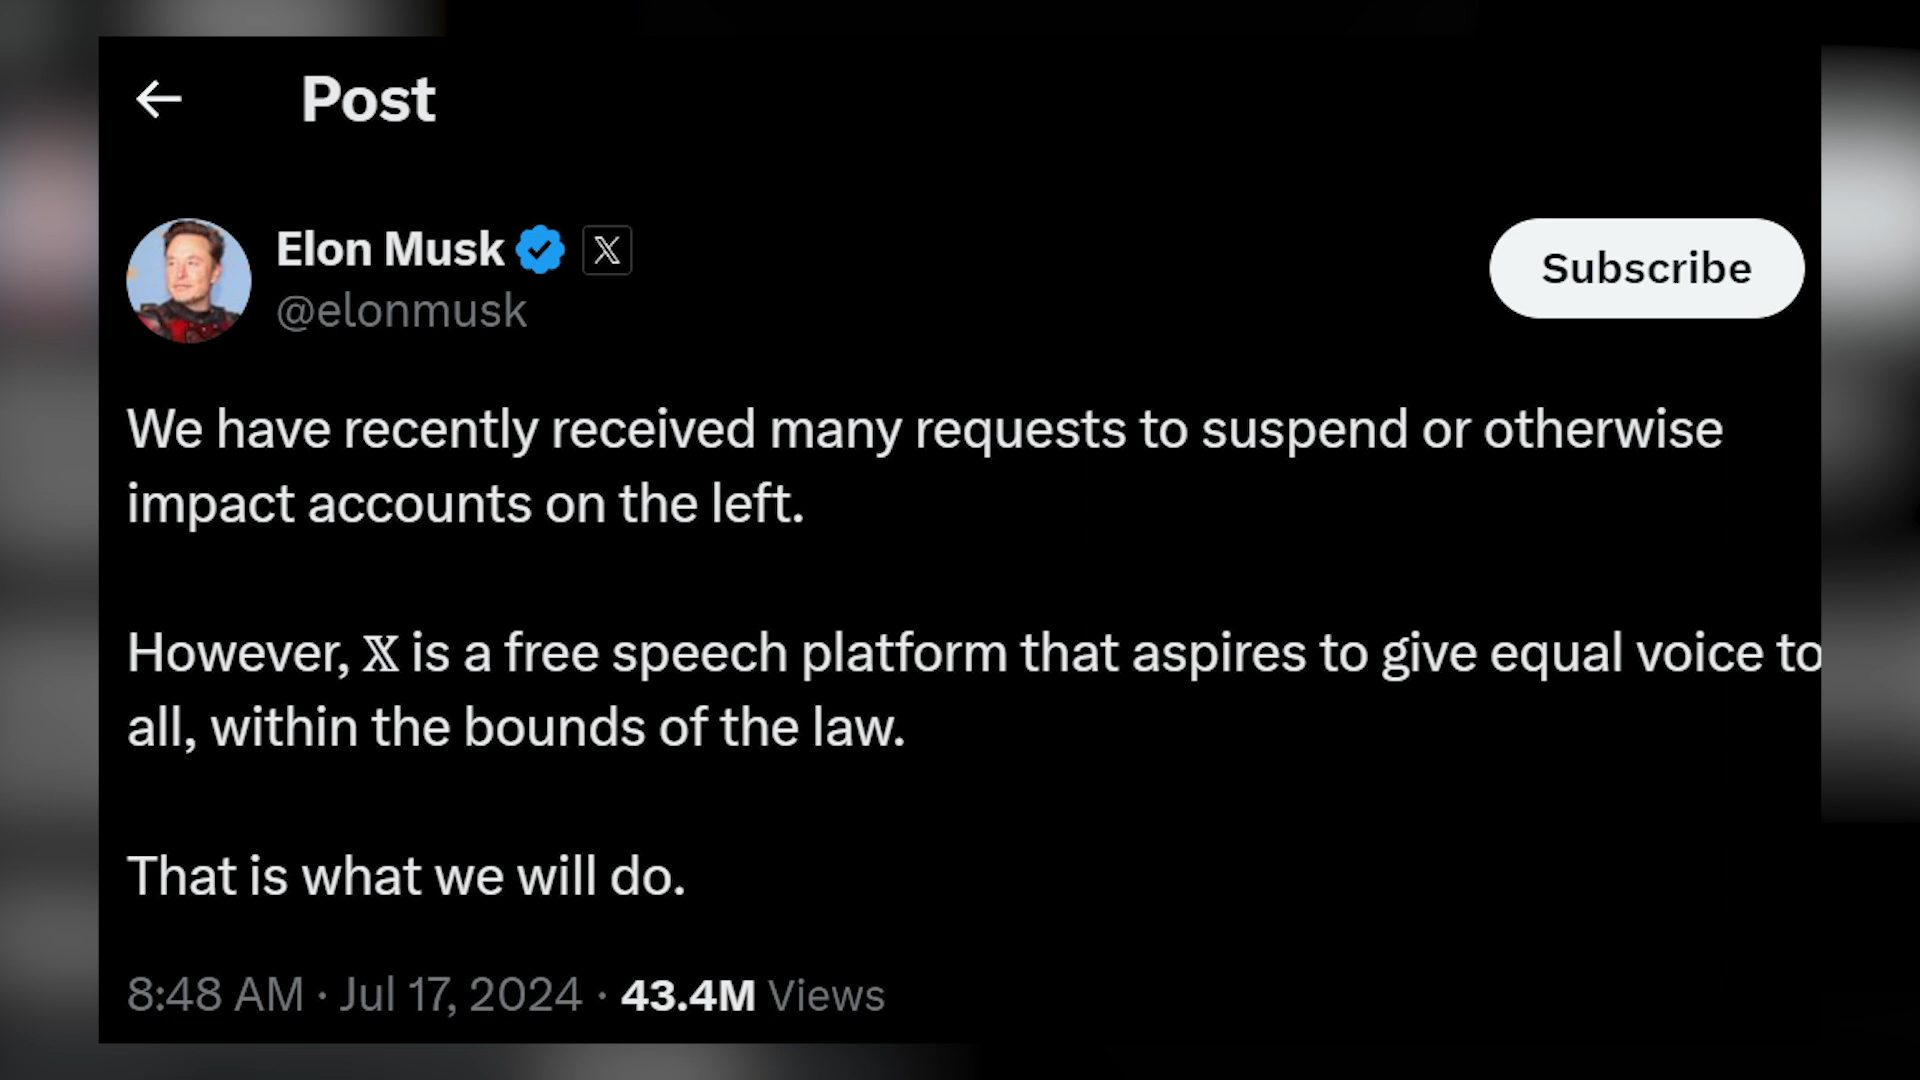 Post
Elon Musk X
@elonmusk
Subscribe
We have recently received many requests to suspend or otherwise
impact accounts on the left.
However, 𝕏 is a free speech platform that aspires to give equal voice to
all, within the bounds of the law.
That is what we will do.
8:48 AM · Jul 17, 2024 · 43.4M Views